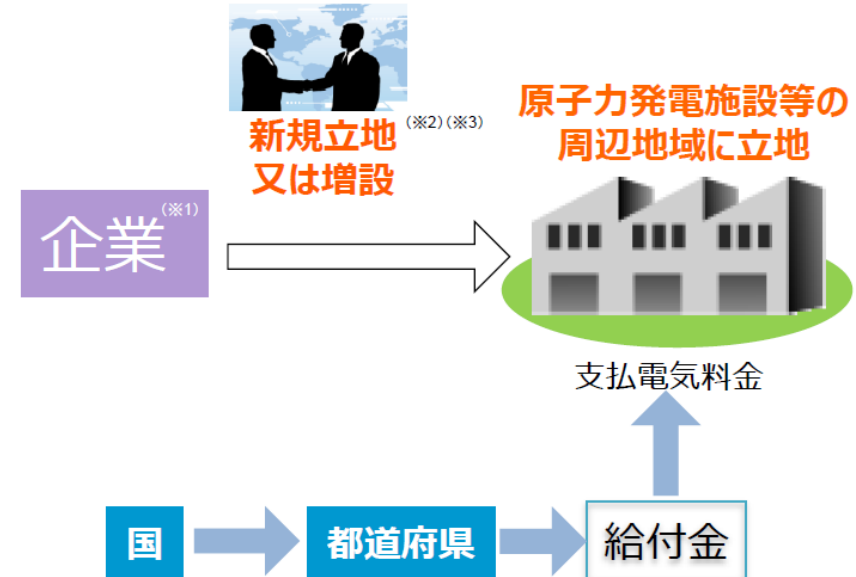 新規立地(※2)(※3)
又は増設
原子力発電施設等の
周辺地域に立地
企業(※1)
支払電気料金
国
都道府県
給付金